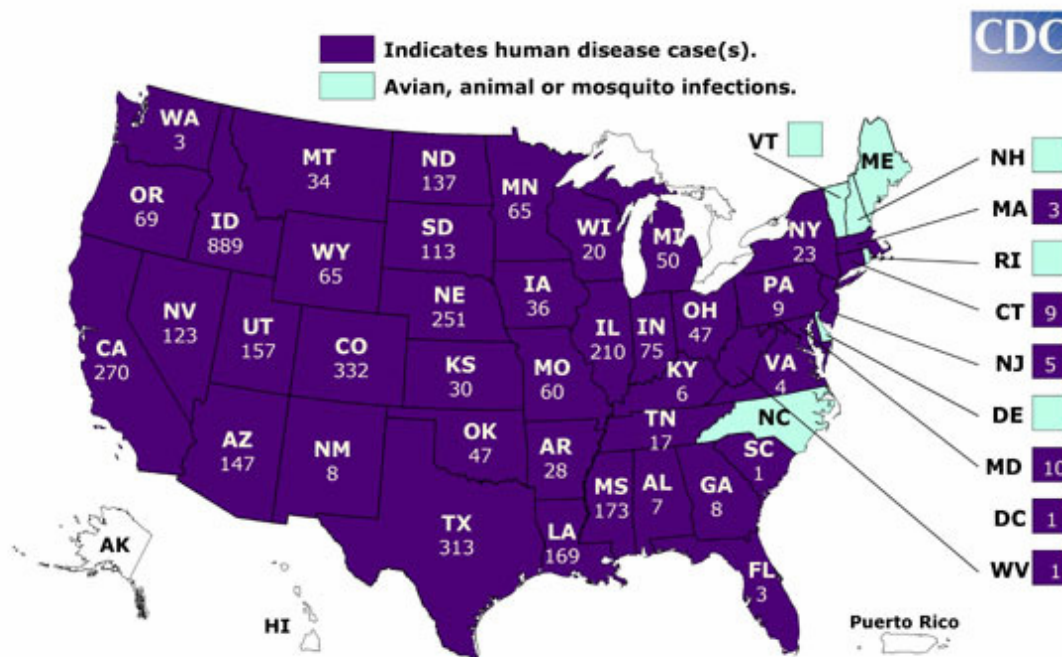 Indicates human disease case(s).
CDC
Avian, animal or mosquito infections.
WA
3
MT
34
ND
137
MN
65
VT
ME
NH
OR
69
ID
889
SD
113
WI
20
MI
50
NY
23
MA 3
WY
65
RI
IA
36
PA
9
NE
251
OH
47
CT 9
NV
123
UT
157
IL
210
IN
75
CA
270
CO
332
NJ 5
KS
30
MO
60
VA
4
KY
6
DE
NC
TN
17
OK
47
AZ
147
NM
8
AR
28
SC
1
MD 10
MS
173
AL
7
GA
8
DC 1
TX
313
LA
169
AK
FL
3
WV 1
HI
Puerto Rico